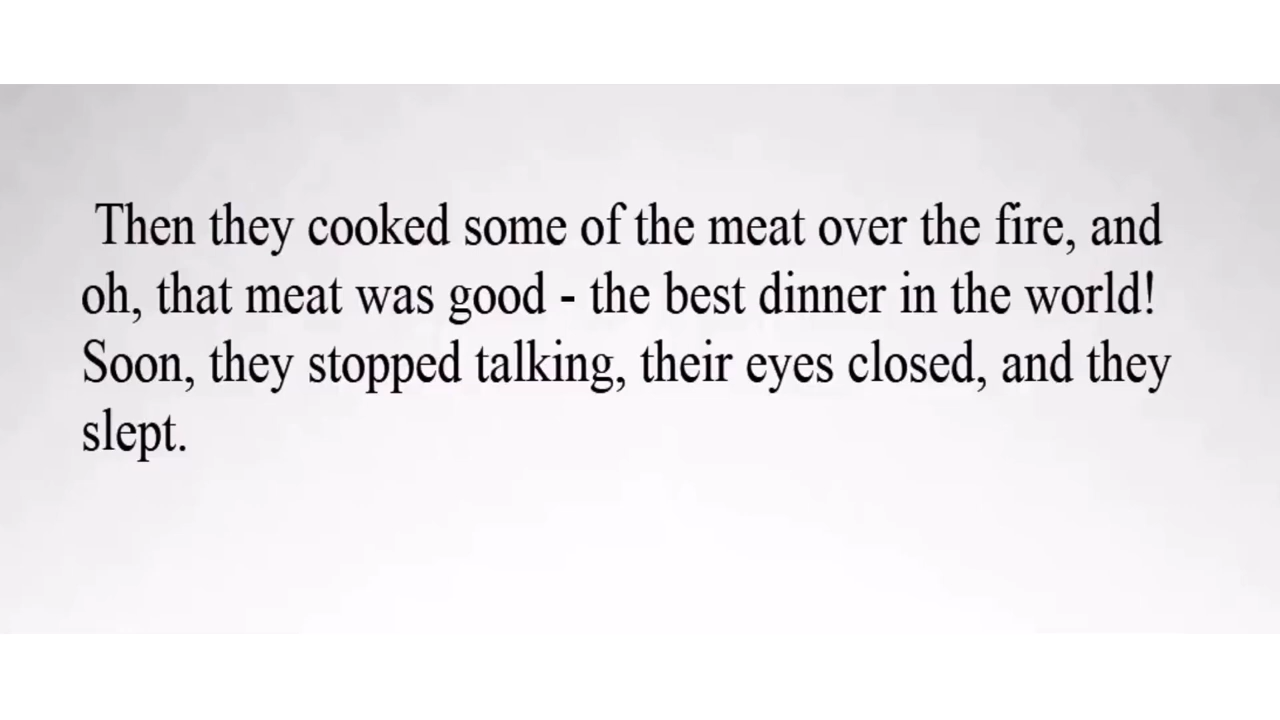 Then they cooked some of the meat over the fire, and
oh, that meat was good - the best dinner in the world!
Soon, they stopped talking, their eyes closed, and they
slept.